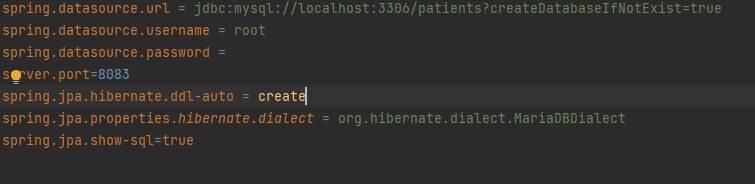 spring.datasource.url = jdbc:mysql://localhost:3306/patients?createDatabaseIfNotExist=true
spring.datasource.username = root
spring.datasource.password =
server.port=8083
spring.jpa.hibernate.ddl-auto = create
spring.jpa.properties.hibernate.dialect = org.hibernate.dialect.MariaDBDialect
spring.jpa.show-sql=true